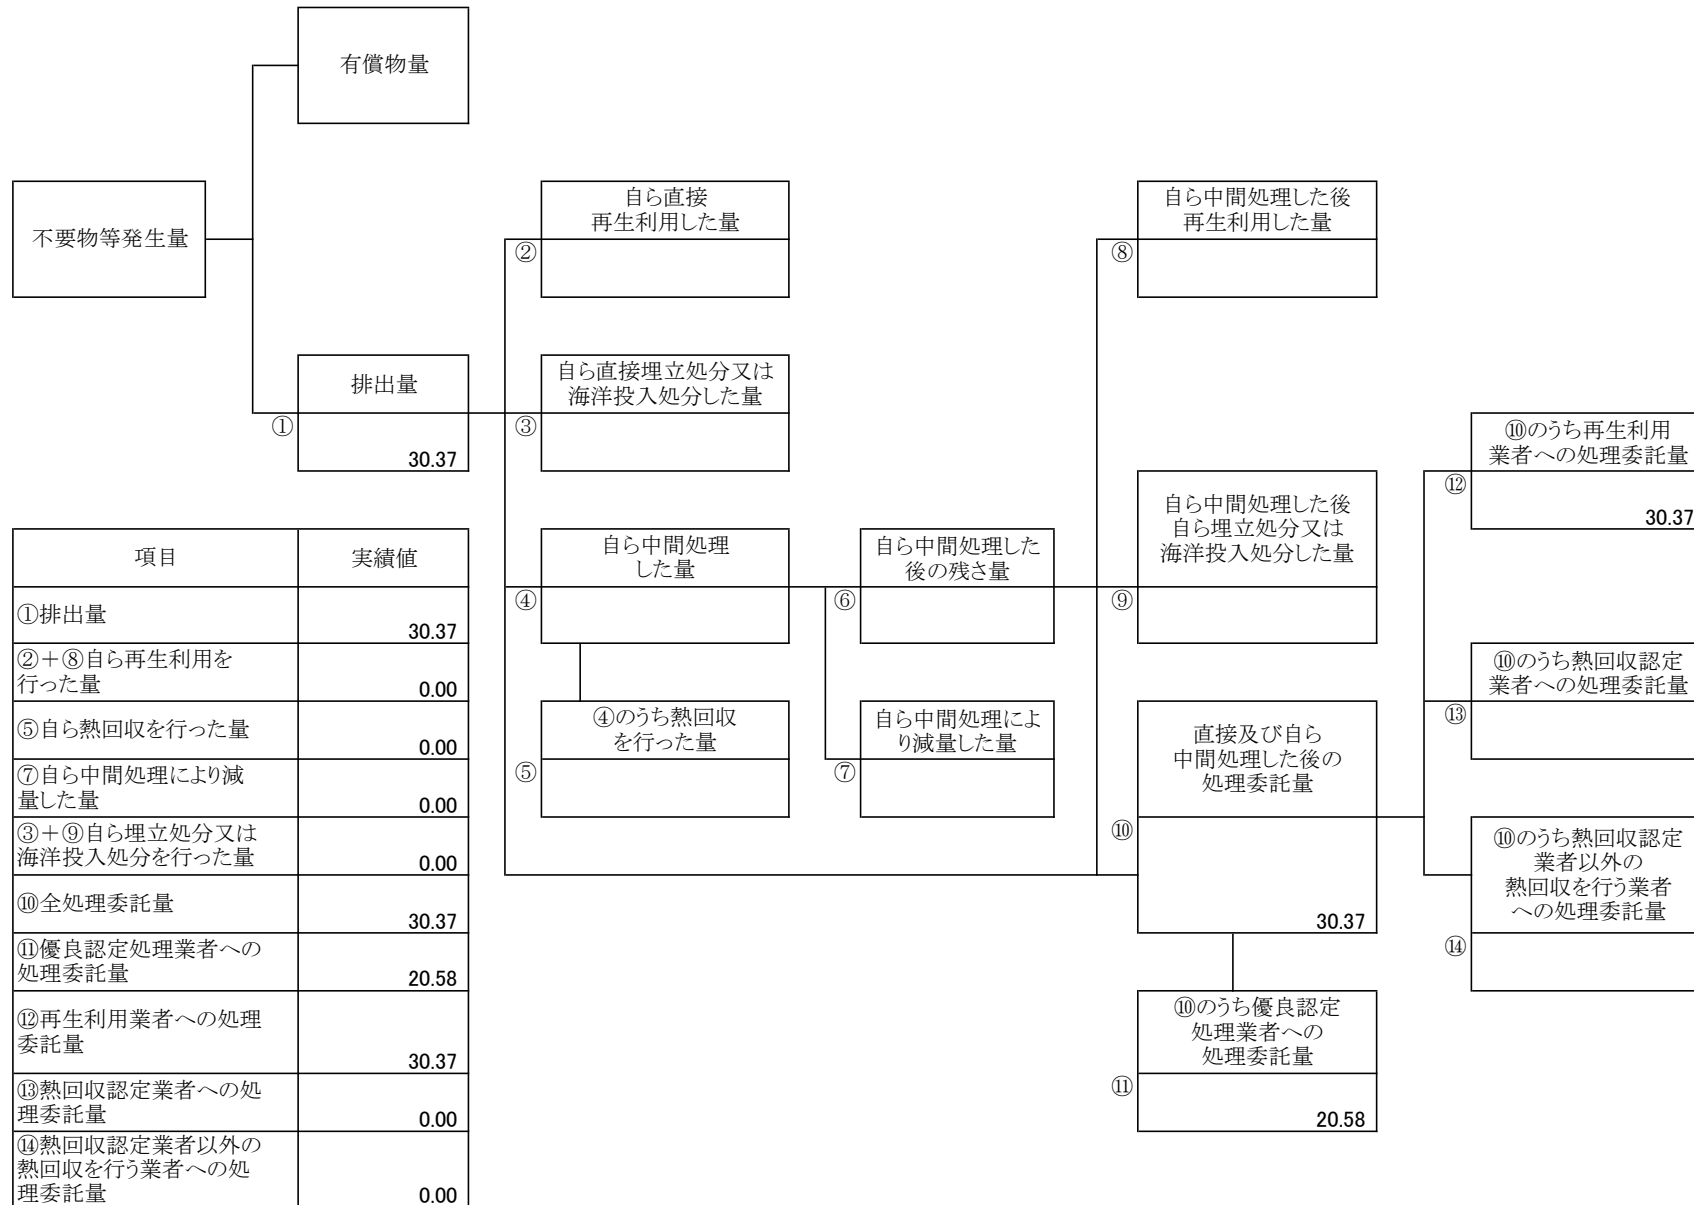 有償物量
不要物等発生量
自ら直接
再生利用した量
②
自ら中間処理した後
再生利用した量
⑧
排出量
①
30.37
自ら直接埋立処分又は
海洋投入処分した量
③
⑩のうち再生利用
業者への処理委託量
⑫
30.37
自ら中間処理
した量
④
自ら中間処理した
後の残さ量
⑥
自ら中間処理した後
自ら埋立処分又は
海洋投入処分した量
⑨
⑩のうち熱回収認定
業者への処理委託量
⑬
④のうち熱回収
を行った量
⑤
自ら中間処理によ
り減量した量
⑦
直接及び自ら
中間処理した後の
処理委託量
⑩
30.37
⑩のうち熱回収認定
業者以外の
熱回収を行う業者
への処理委託量
⑭
⑩のうち優良認定
処理業者への
処理委託量
⑪
20.58
項目
実績値
①排出量
30.37
②+⑧自ら再生利用を
行った量
0.00
⑤自ら熱回収を行った量
0.00
⑦自ら中間処理により減
量した量
0.00
③+⑨自ら埋立処分又は
海洋投入処分を行った量
0.00
⑩全処理委託量
30.37
⑪優良認定処理業者への
処理委託量
20.58
⑫再生利用業者への処理
委託量
30.37
⑬熱回収認定業者への処
理委託量
0.00
⑭熱回収認定業者以外の
熱回収を行う業者への処
理委託量
0.00